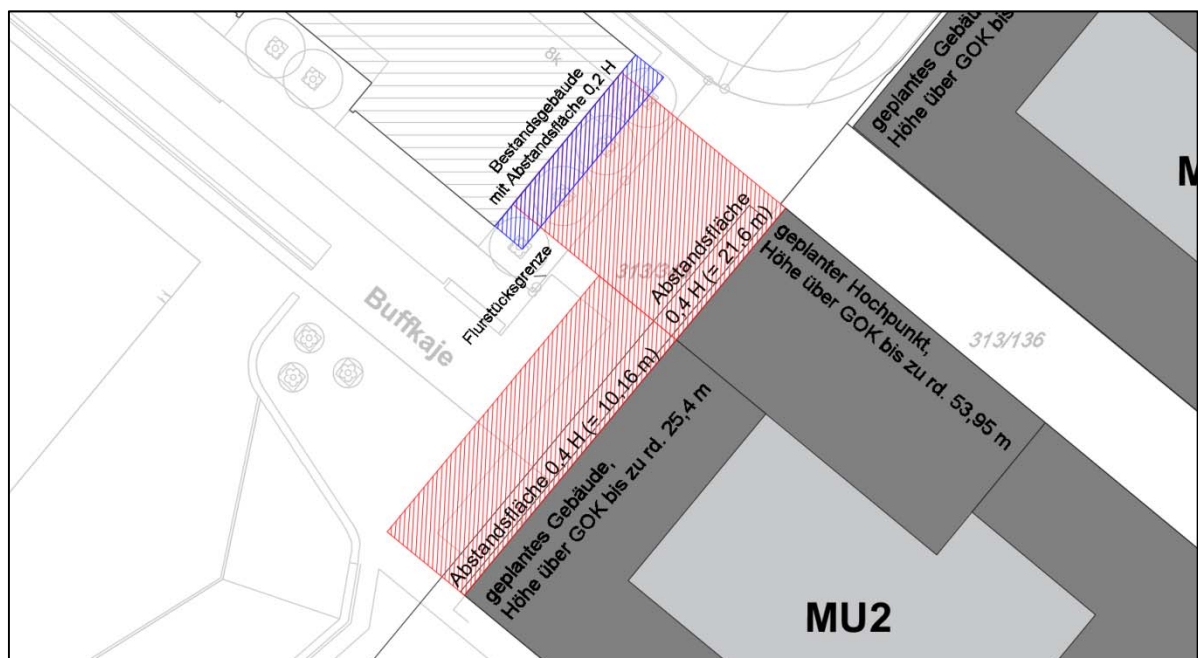 8k
Bestandsgebäude
mit Abstandsfläche 0,2 H
Flurstücksgrenze
Buffkaje
Abstandsfläche
0,4 H (= 21,6 m)
Abstandsfläche 0,4 H (= 10,16 m)
geplanter Hochpunkt,
Höhe über GOK bis zu rd. 53,95 m
313/136
geplantes Gebäude,
Höhe über GOK bis zu rd. 25,4 m
MU2
geplantes Gebäu
Höhe über GOK bis
M